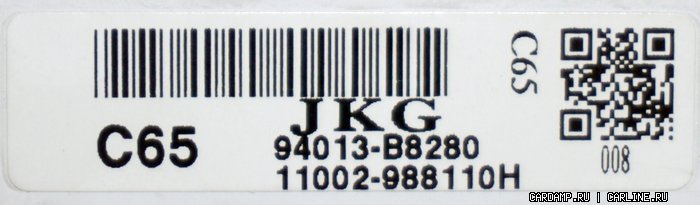 JKG
C65
94013-B8280
11002-988110H
C65
008
CARDAMP.RU | CARLINE.RU